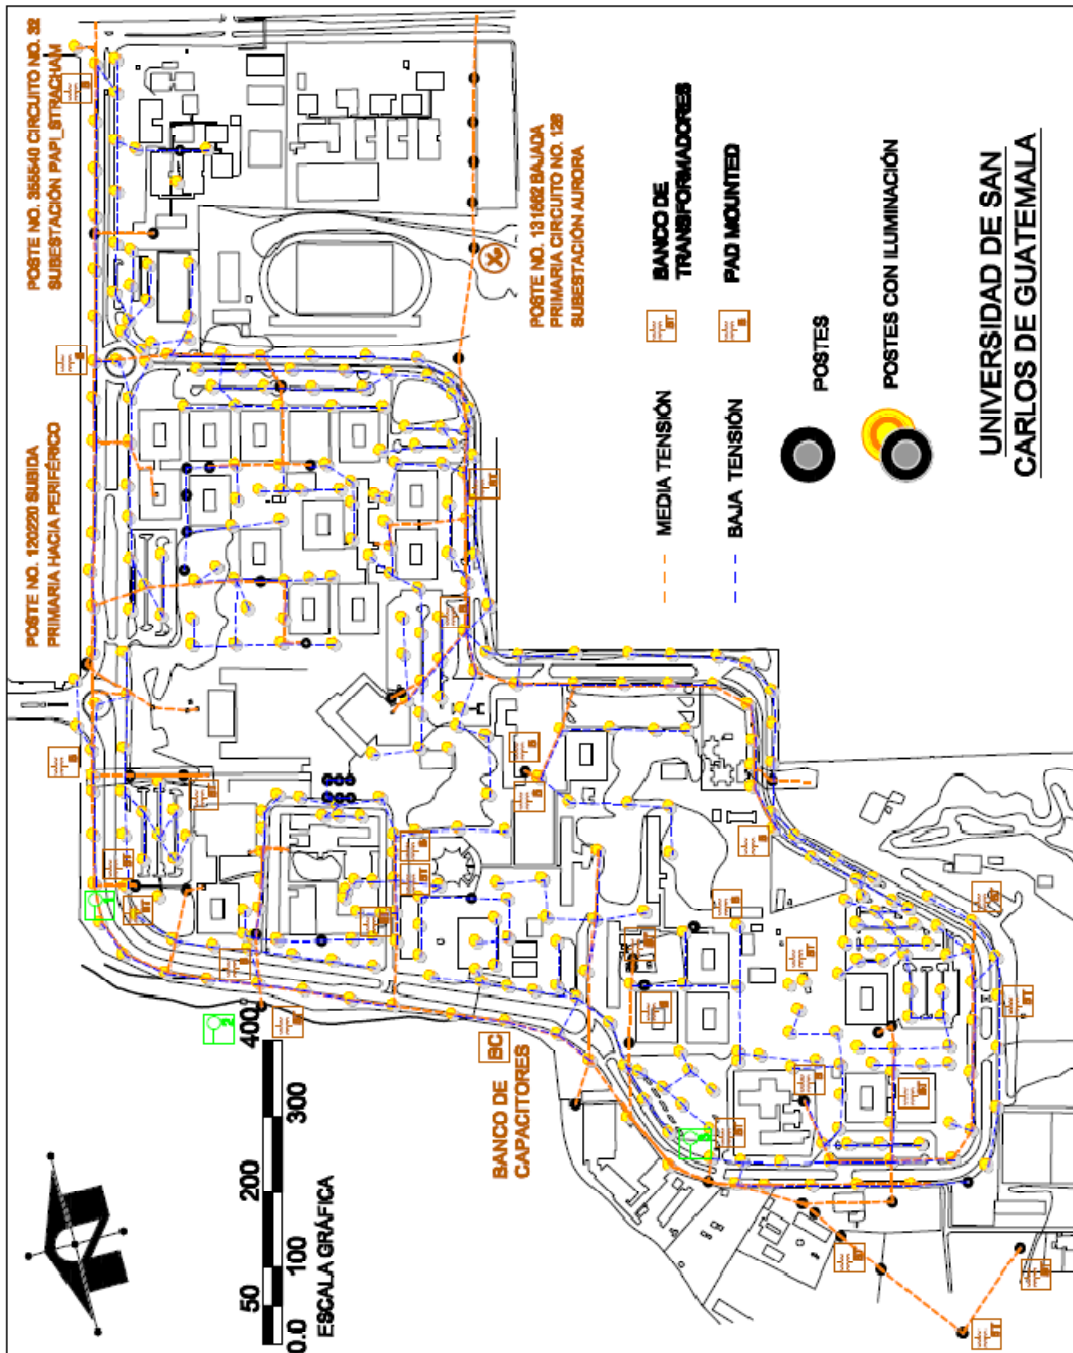 POSTE NO. 355540 CIRCUITO NO. 32
SUBESTACIÓN PAPI_STRACHAM
POSTE NO. 120220 SUBIDA
PRIMARIA HACIA PERIFÉRICO
POSTE NO. 131862 BAJADA
PRIMARIA CIRCUITO NO. 126
SUBESTACIÓN AURORA
BANCO DE
TRANSFORMADORES
PAD MOUNTED
MEDIA TENSIÓN
BAJA TENSIÓN
POSTES
POSTES CON ILUMINACIÓN
UNIVERSIDAD DE SAN
CARLOS DE GUATEMALA
BC
BANCO DE
CAPACITORES
0.0 50 100 200 300 400
ESCALA GRÁFICA